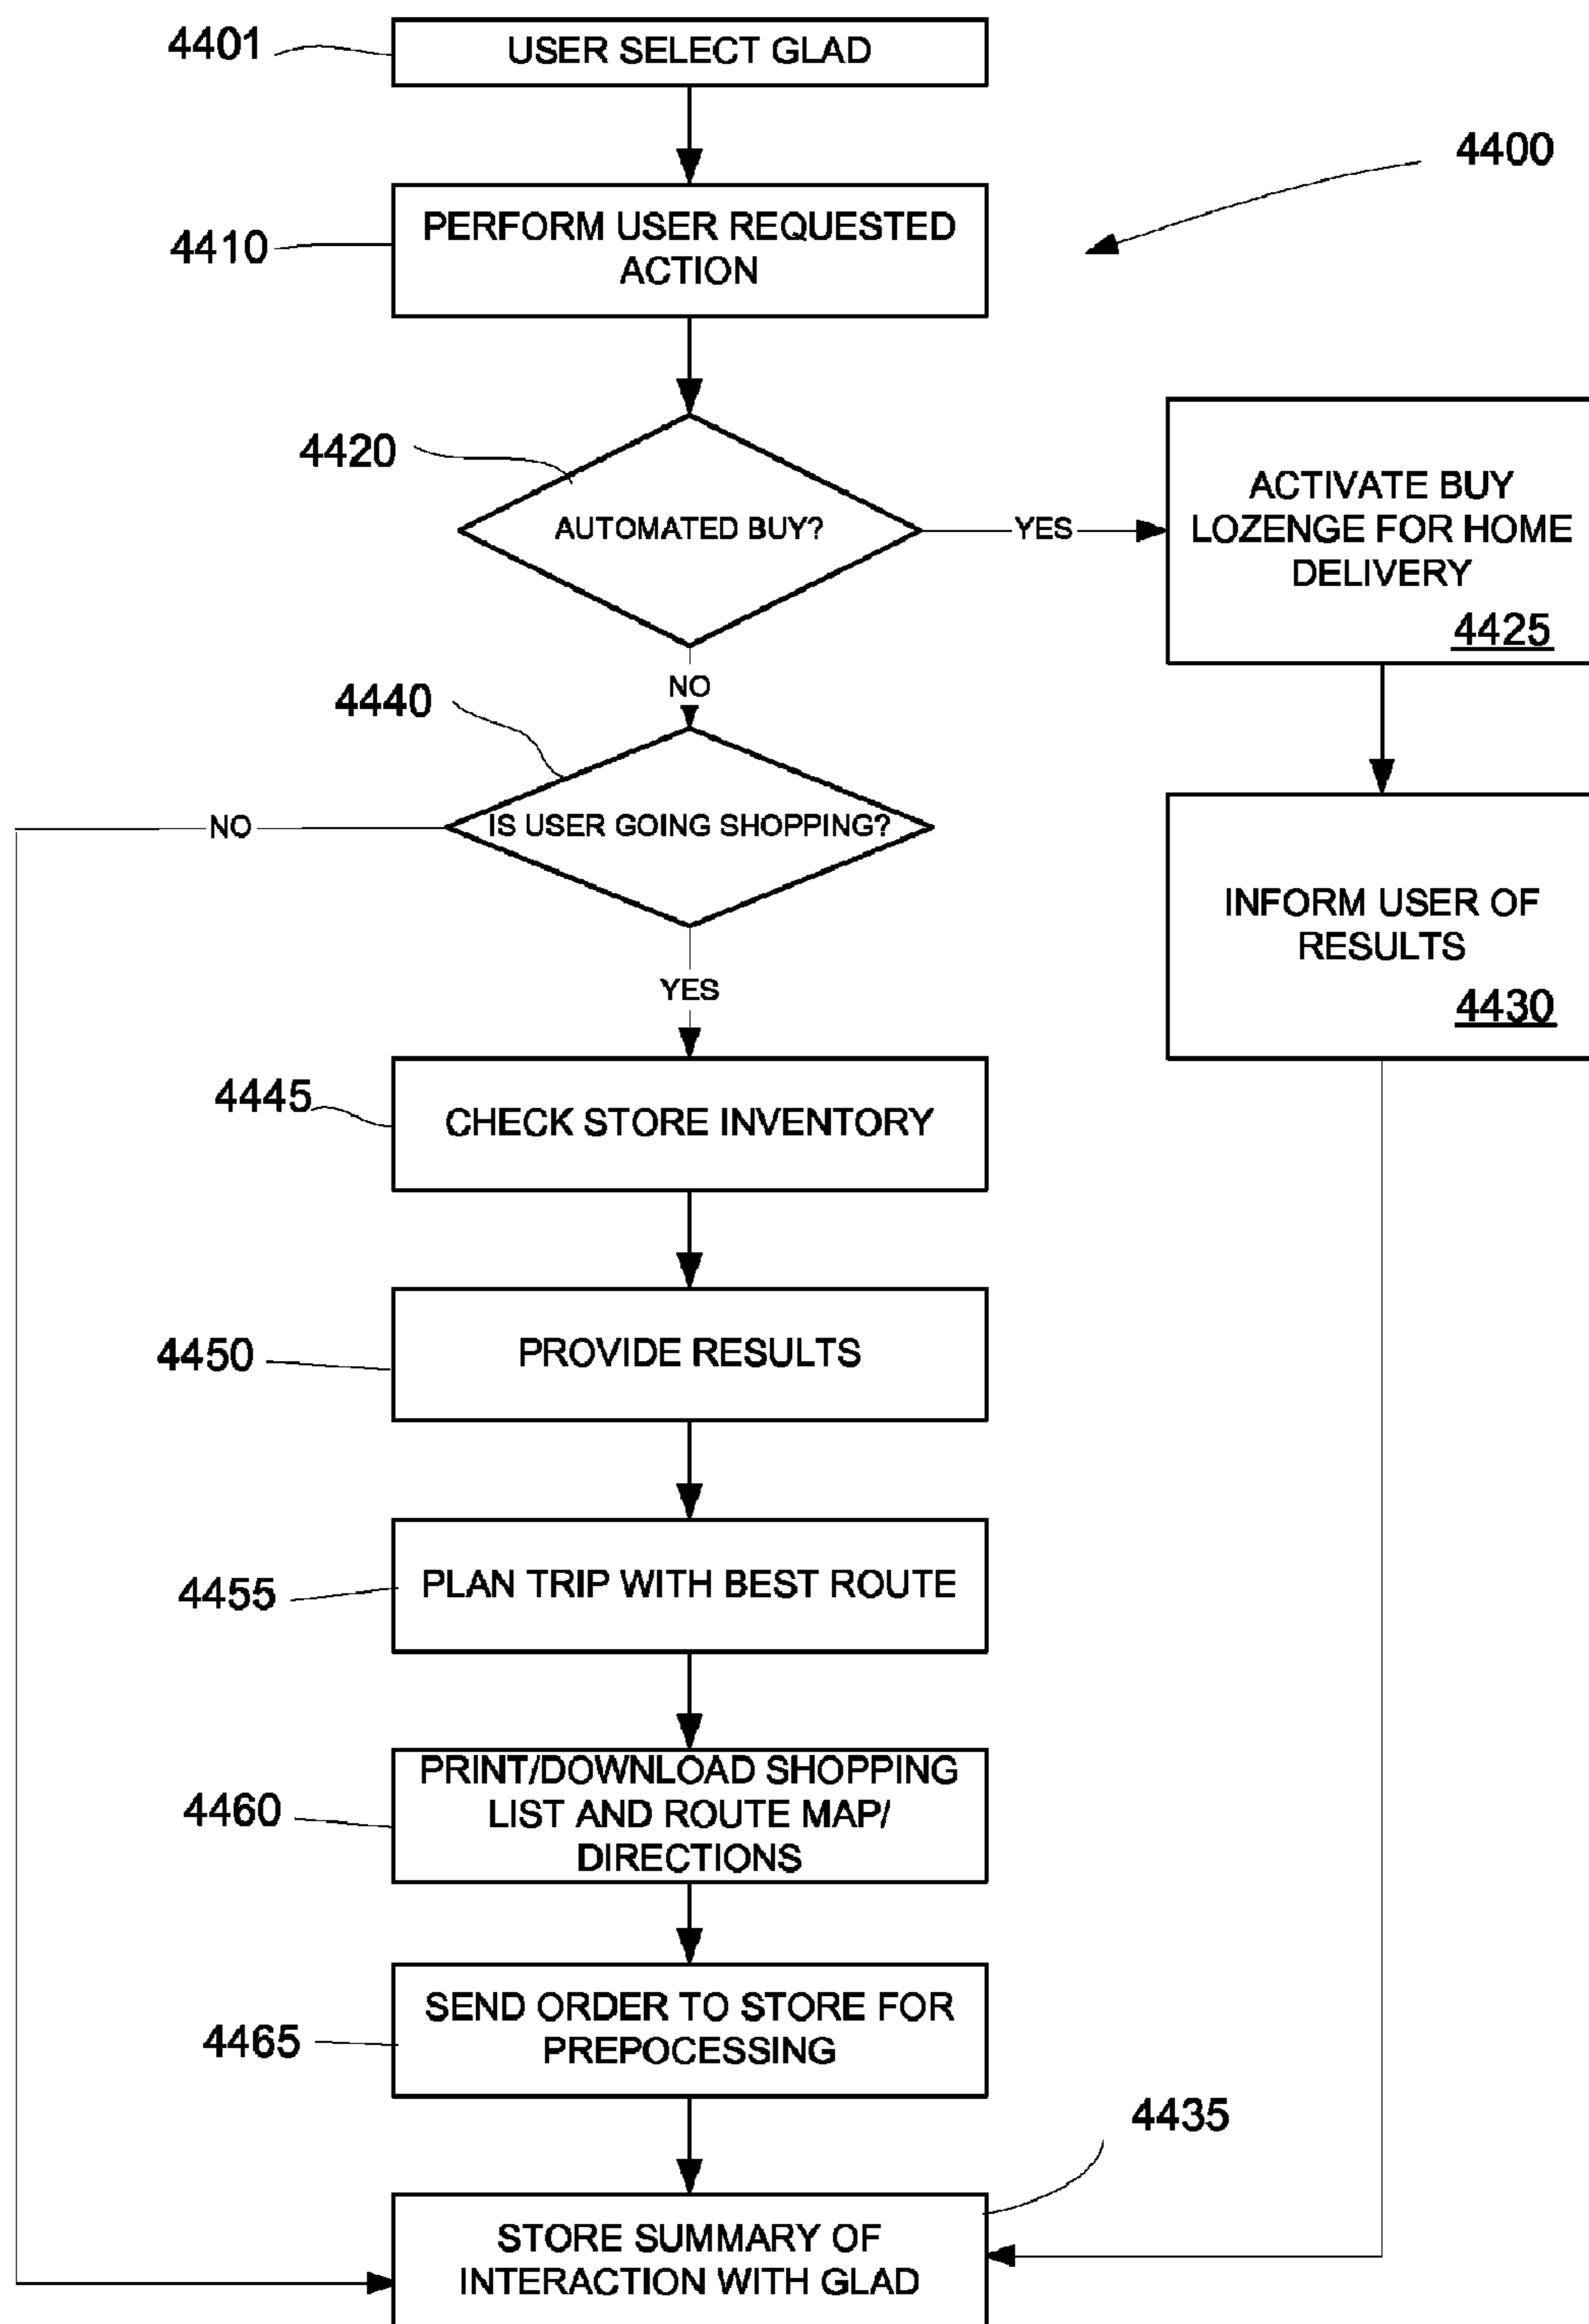 4401
USER SELECT GLAD
4400
4410
PERFORM USER REQUESTED
ACTION
4420
AUTOMATED BUY?
YES
ACTIVATE BUY
LOZENGE FOR HOME
DELIVERY
4425
NO
4440
IS USER GOING SHOPPING?
NO
YES
INFORM USER OF
RESULTS
4430
4445
CHECK STORE INVENTORY
4450
PROVIDE RESULTS
4455
PLAN TRIP WITH BEST ROUTE
4460
PRINT/DOWNLOAD SHOPPING
LIST AND ROUTE MAP/
DIRECTIONS
4465
SEND ORDER TO STORE FOR
PREPOCESSING
4435
STORE SUMMARY OF
INTERACTION WITH GLAD